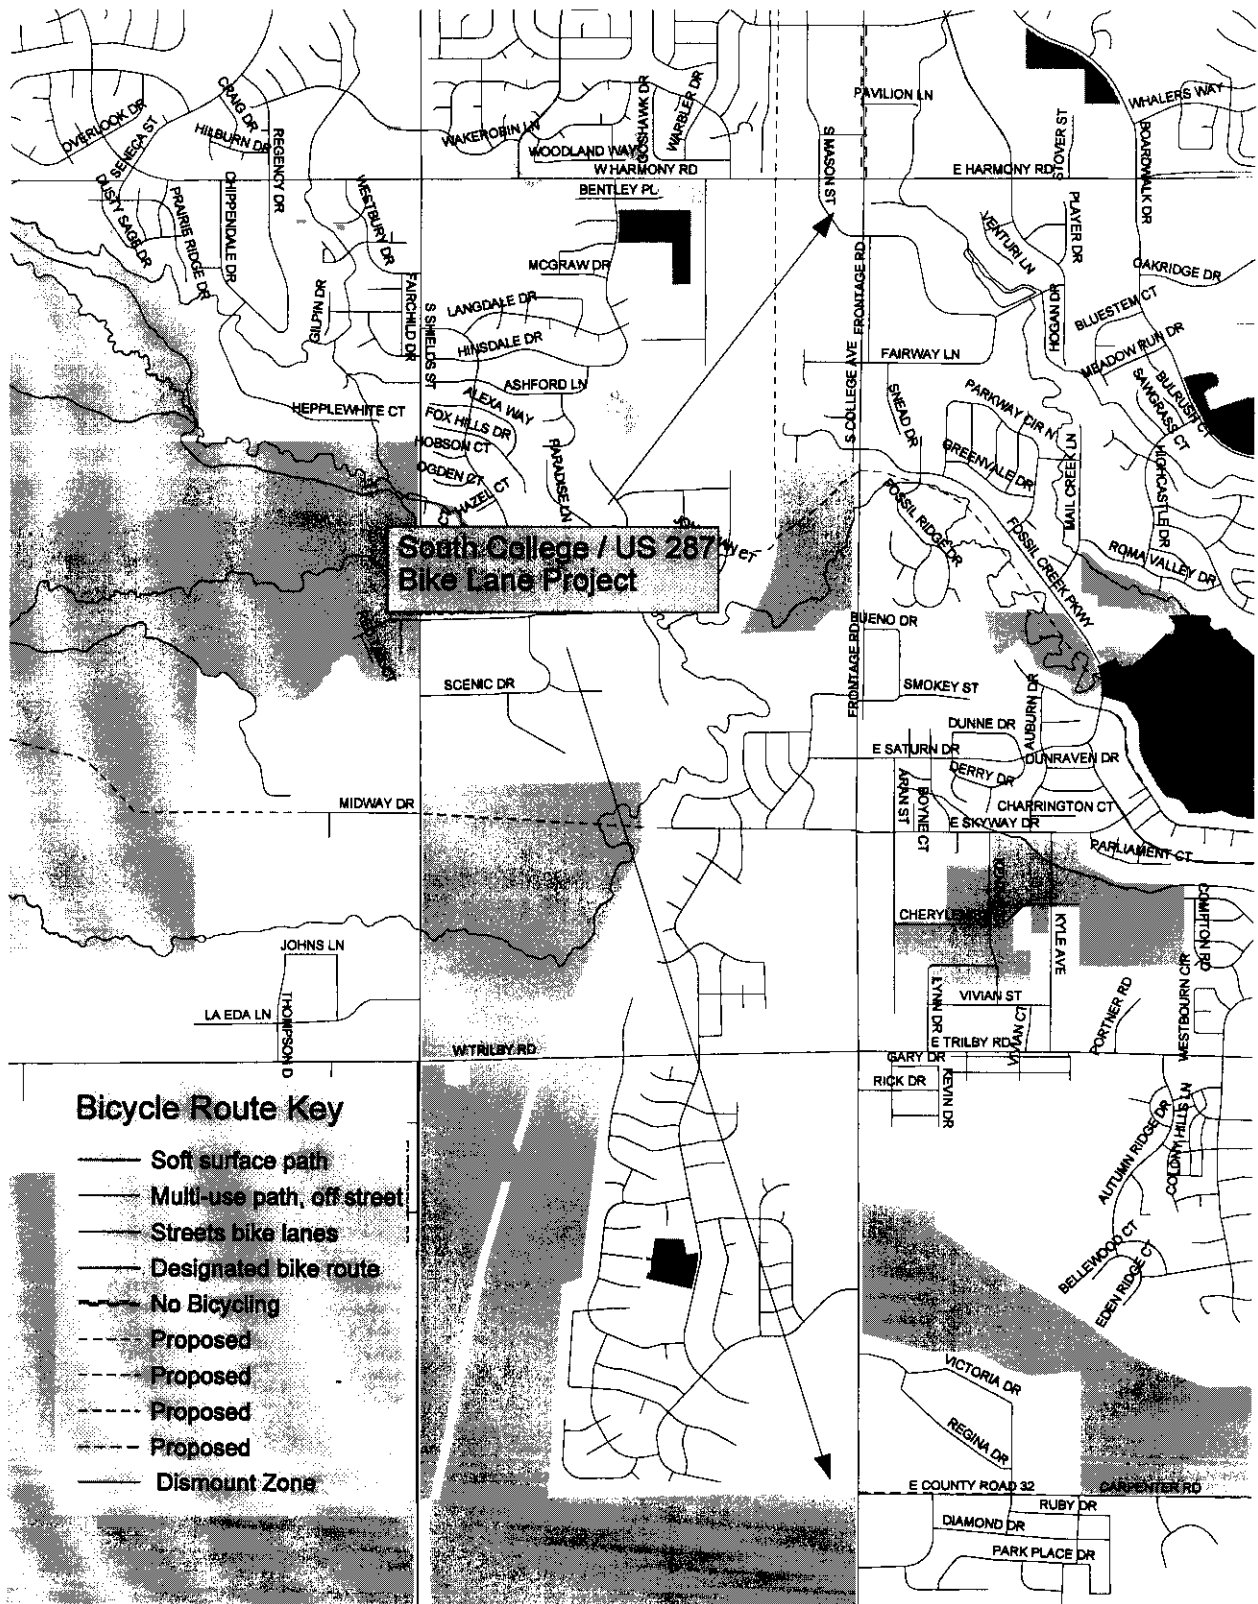 OVERLOOK DR
SENECA ST
CRAIG DR
HILBURN DR
REGENCY DR
DUSTY SAGE DR
PRAIRIE RIDGE DR
CHIPPENDALE DR
WESTBURY DR
GILPIN DR
FAIRCHILD DR
S SHIELDS ST
WAKEROBIN LN
WOODLAND WAY
GOSHAWK DR
WARBLER DR
W HARMONY RD
BENTLEY PL
MCGRAW DR
LANGDALE DR
HINSDALE DR
ASHFORD LN
HEPPLEWHITE CT
ALEXA WAY
FOX HILLS DR
HOBSON CT
OGDEN CT
HAZEL CT
PARADISE LN
S MASON ST
PAVILION LN
E HARMONY RD
STOVER ST
BOARDWALK DR
WHALERS WAY
PLAYER DR
VENTURI LN
HOGAN DR
OAKRIDGE DR
BLUESTEM CT
MEADOW RUN DR
BULRUSH CT
SAWGRASS CT
HIGHCASTLE DR
FRONTAGE RD
S COLLEGE AVE
FAIRWAY LN
SNEAD DR
PARKWAY CIR N
GREENVALE DR
MAIL CREEK LN
FOSSIL RIDGE DR
FOSSIL CREEK PKWY
ROMA VALLEY DR
South College / US 287
Bike Lane Project
BUENO DR
FRONTAGE RD
SMOKEY ST
SCENIC DR
DUNNE DR
AUBURN DR
E SATURN DR
DUNRAVEN DR
DERRY DR
ARAN ST
BOYNE CT
CHARRINGTON CT
E SKYWAY DR
PARLIAMENT CT
MIDWAY DR
KYLE AVE
COMPTON RD
JOHNS LN
LA EDA LN
LYNN DR
VIVIAN ST
VIVIAN CT
PORTNER RD
WESTBOURN CIR
W TRILBY RD
E TRILBY RD
GARY DR
RICK DR
KEVIN DR
AUTUMN RIDGE DR
COLONY HILLS LN
BELLEWOOD CT
EDEN RIDGE CT
Bicycle Route Key
Soft surface path
Multi-use path, off street
Streets bike lanes
Designated bike route
No Bicycling
Proposed
Proposed
Proposed
Proposed
Dismount Zone
VICTORIA DR
REGINA DR
E COUNTY ROAD 32
CARPENTER RD
RUBY DR
DIAMOND DR
PARK PLACE DR